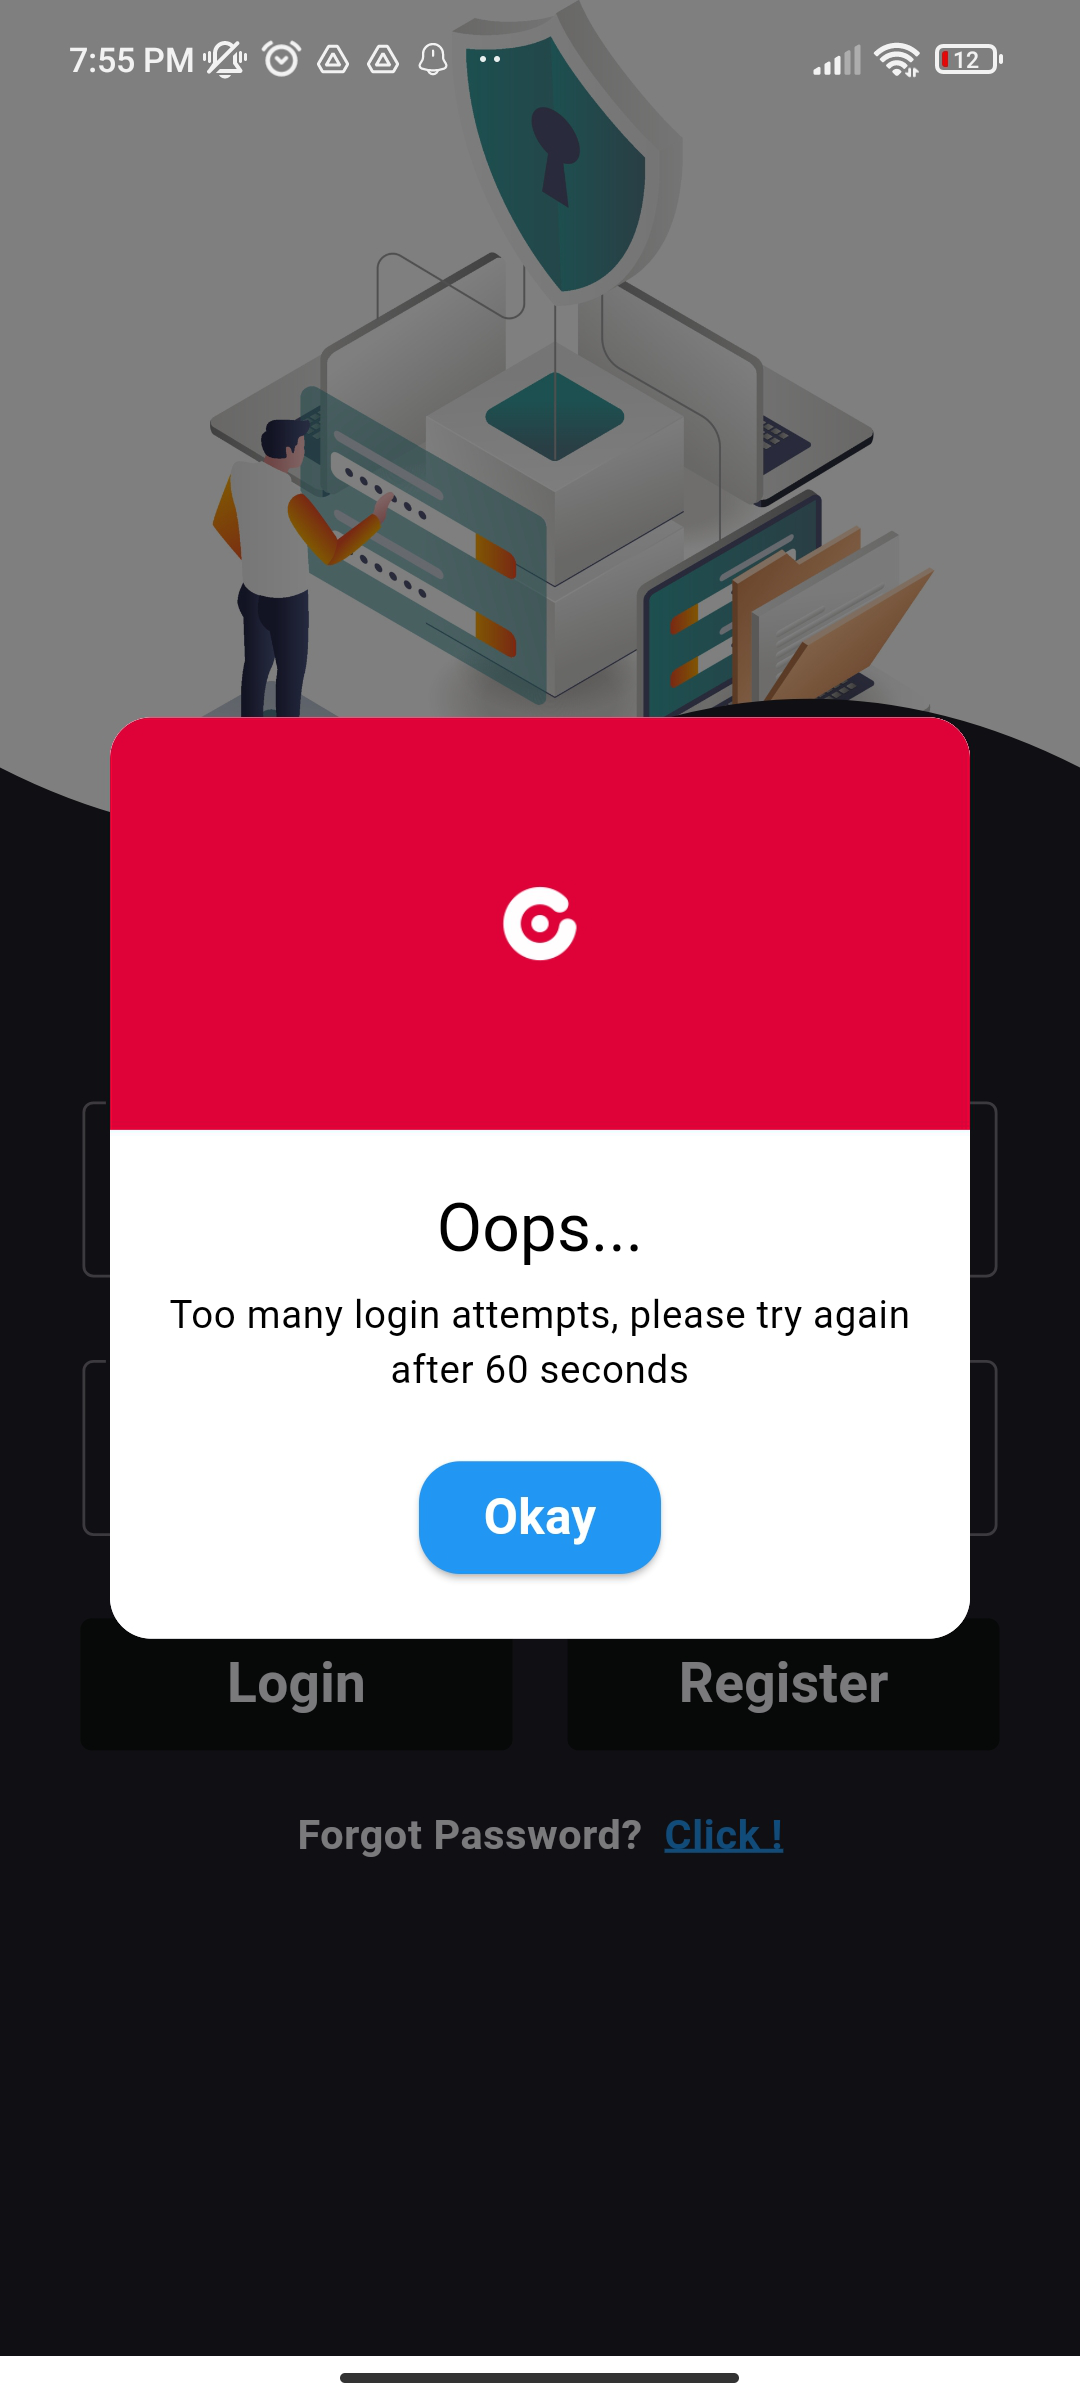 7:55 PM
12
Oops...
Too many login attempts, please try again
after 60 seconds
Okay
Login
Register
Forgot Password? Click !